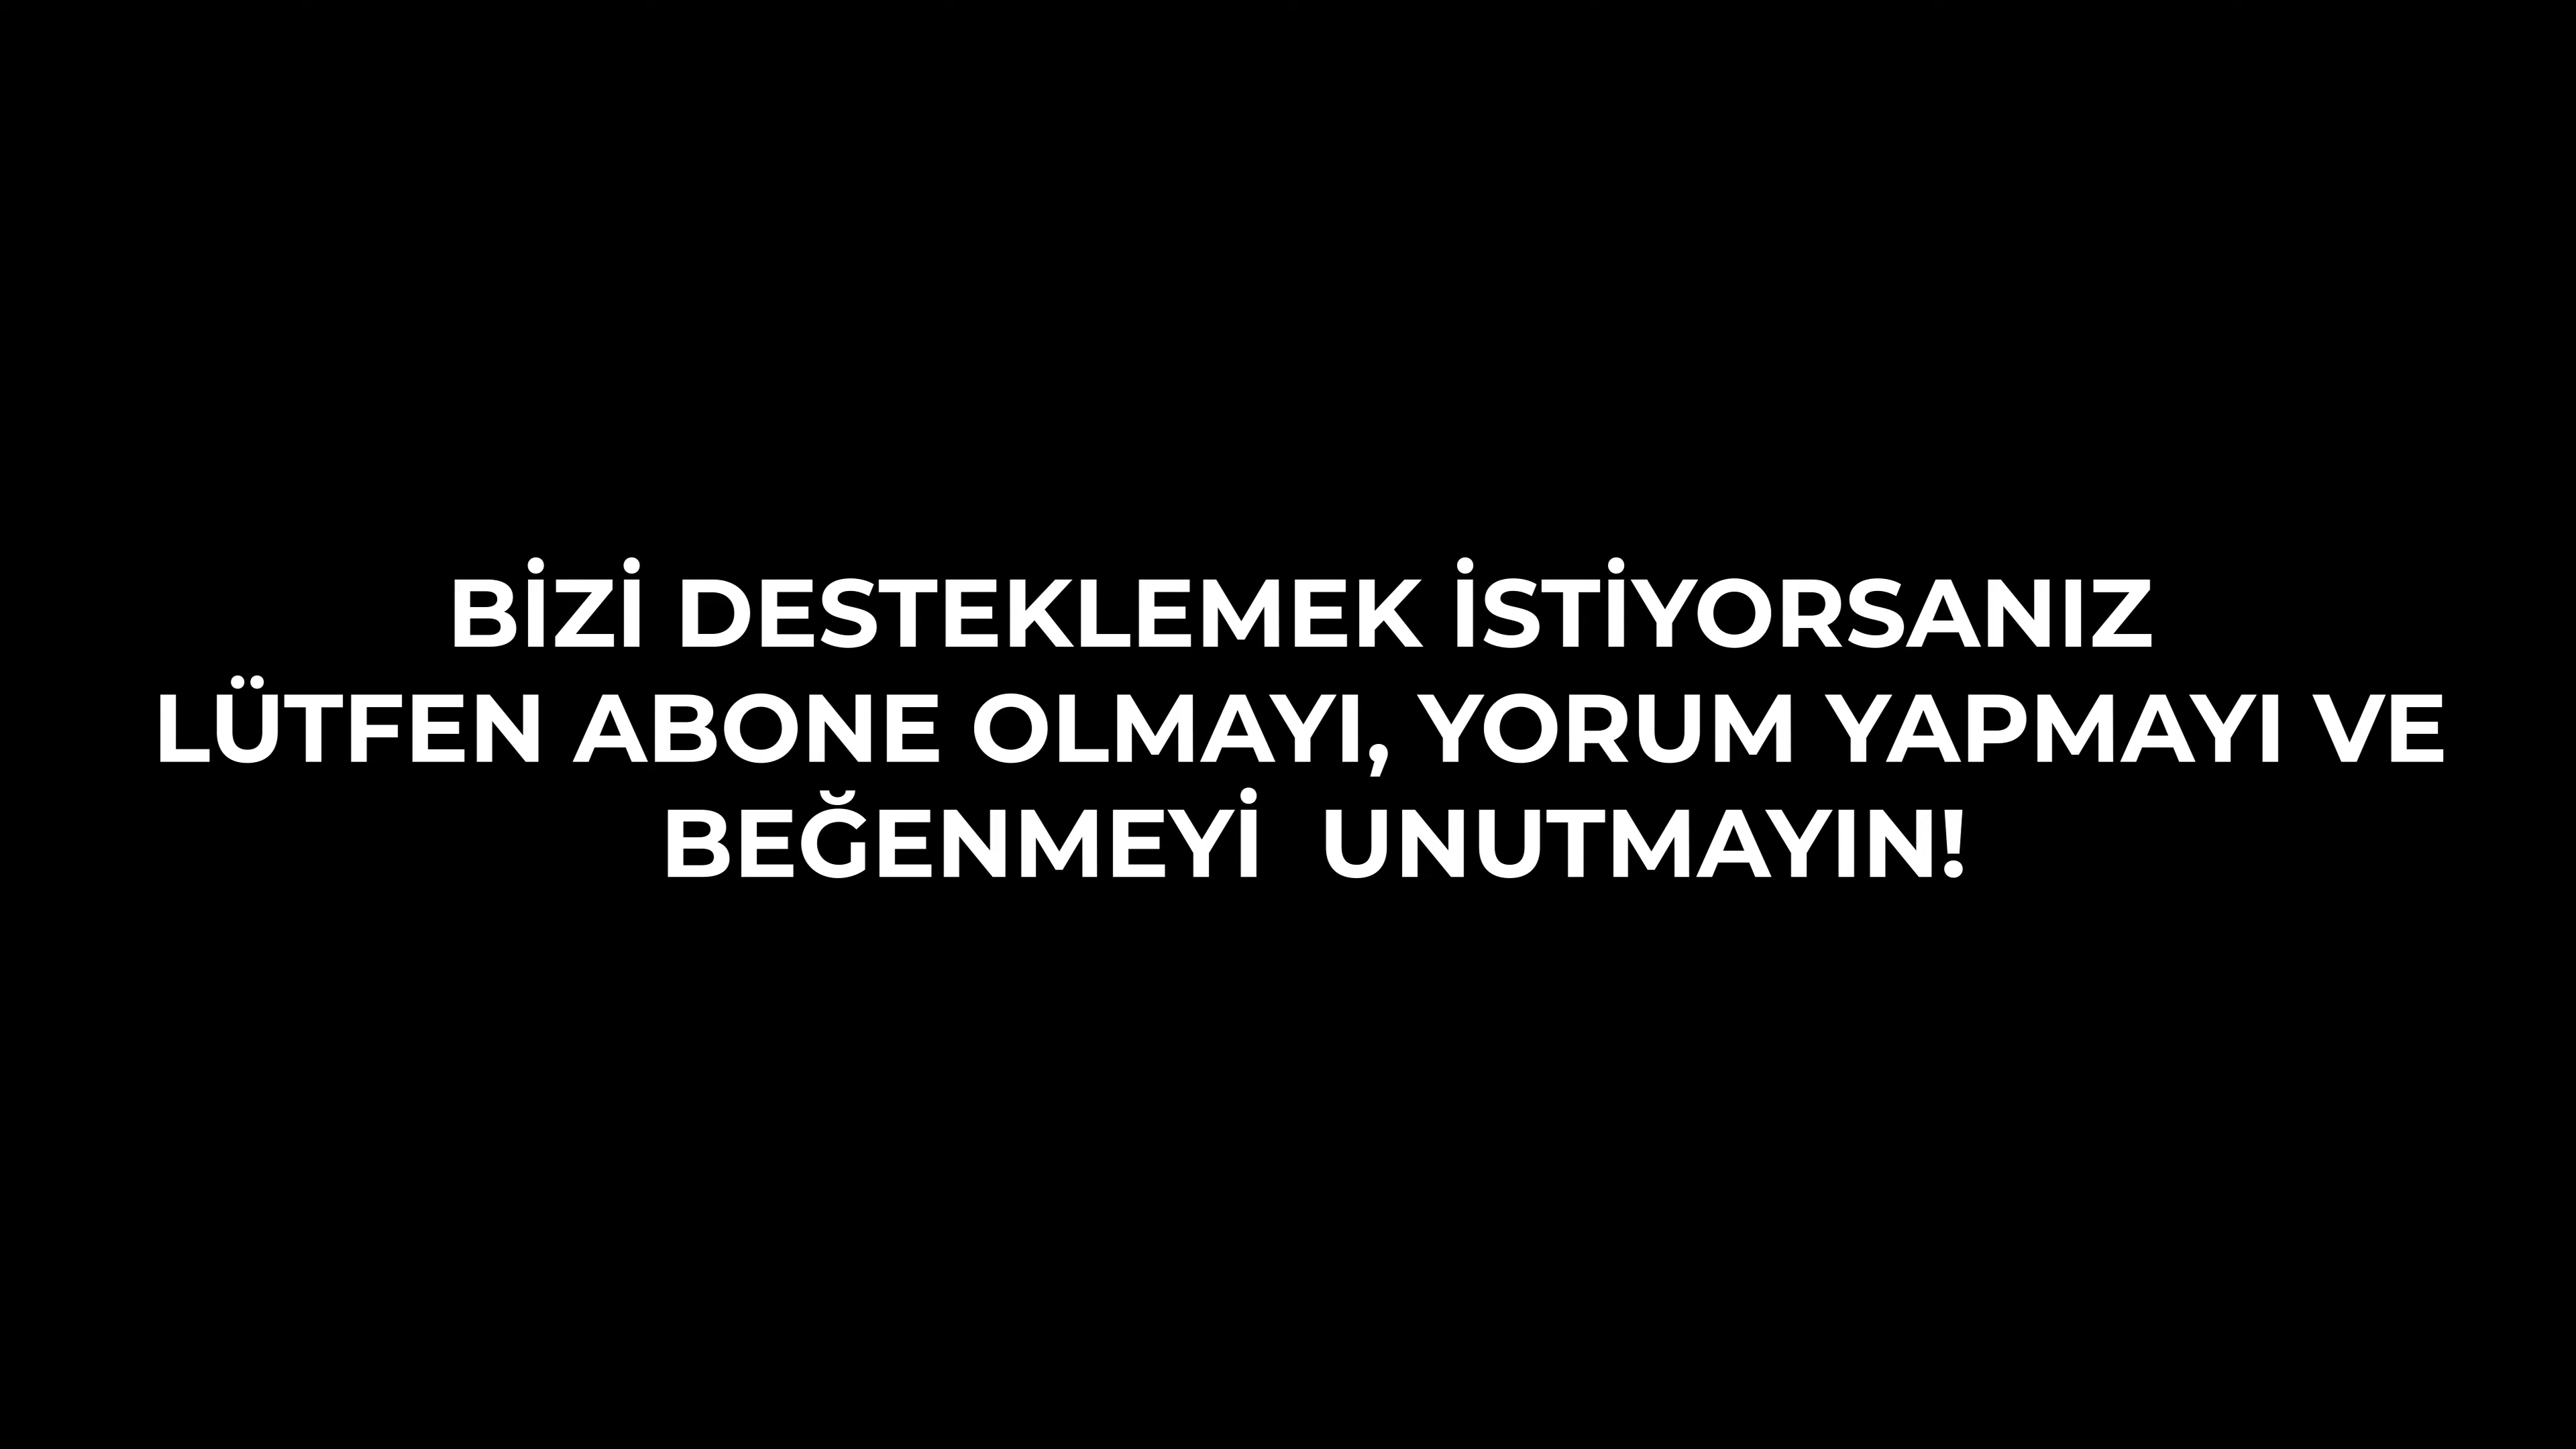 BİZİ DESTEKLEMEK İSTİYORSANIZ
LÜTFEN ABONE OLMAYI, YORUM YAPMAYI VE
BEĞENMEYİ  UNUTMAYIN!